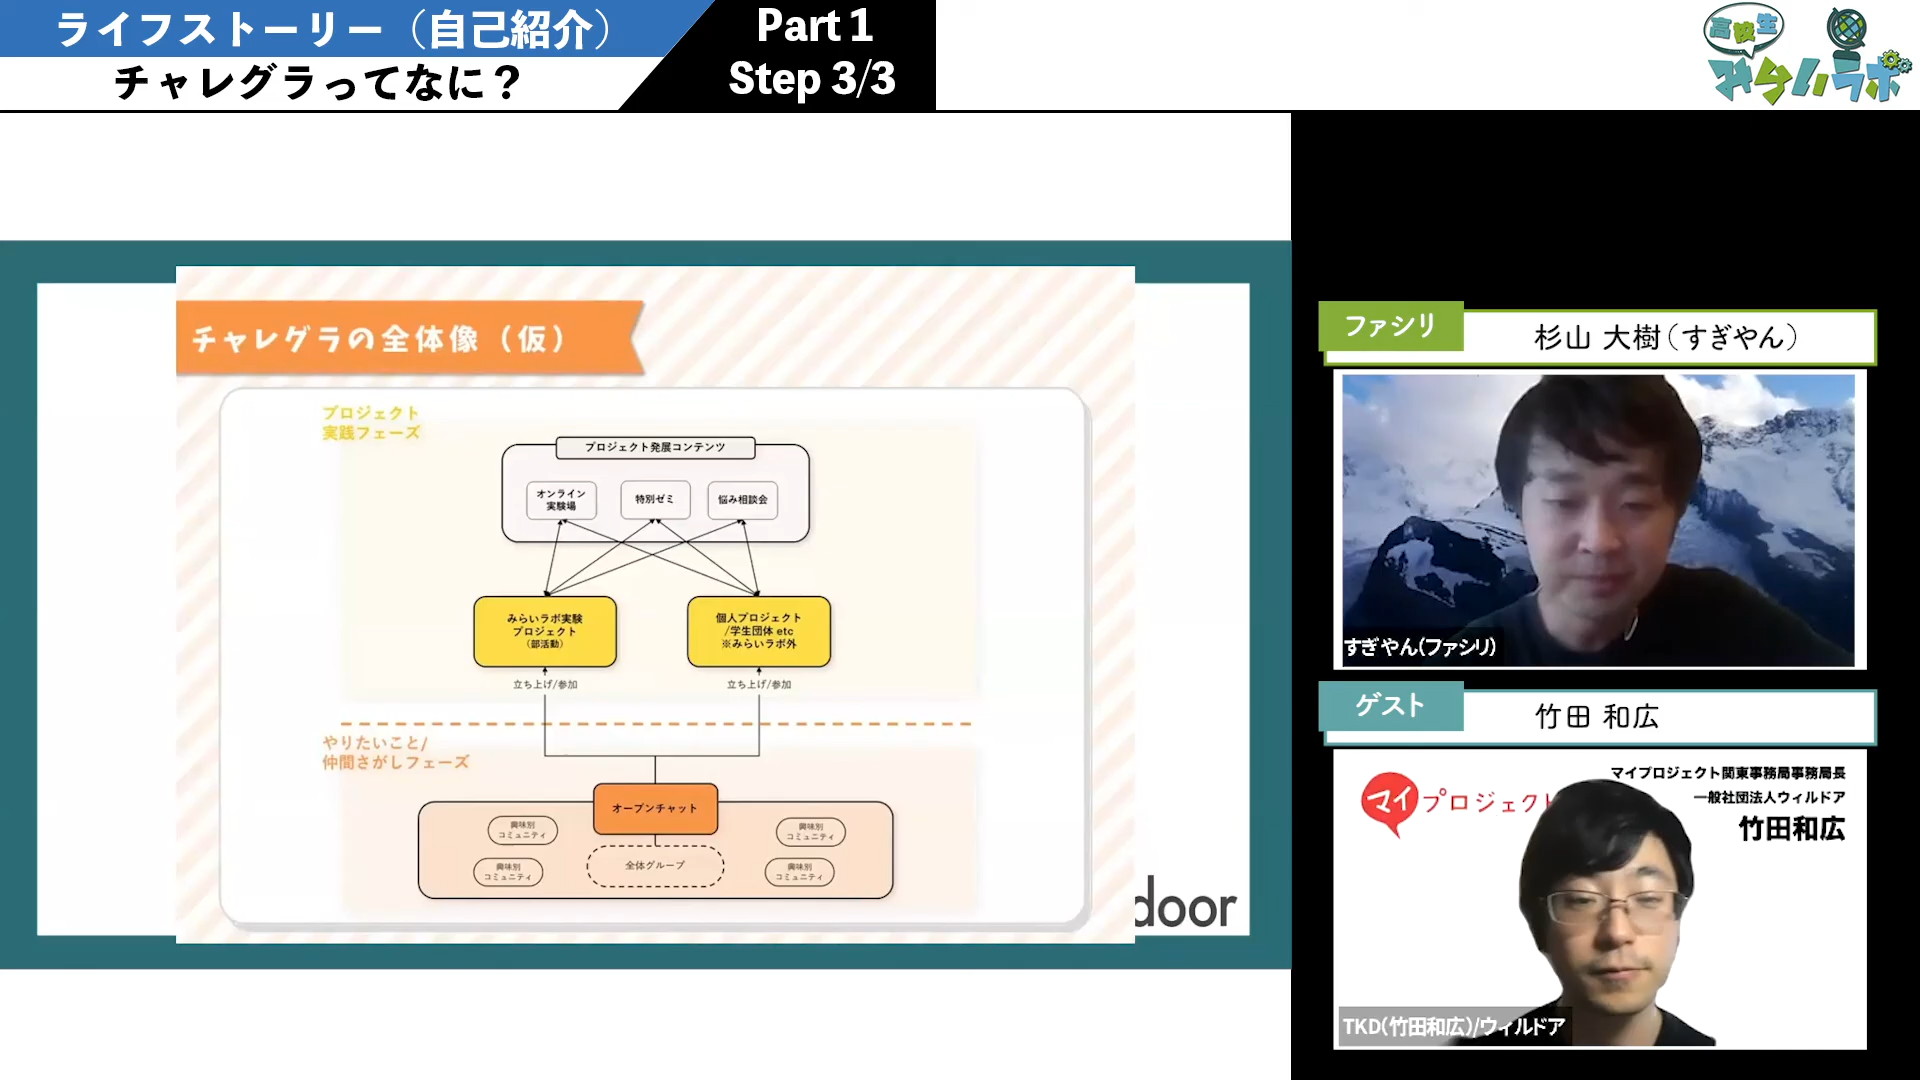 ライフストーリー（自己紹介）
チャレグラってなに？
Part 1
Step 3/3
高校生
みらいラボ
チャレグラの全体像（仮）
プロジェクト
実践フェーズ
プロジェクト発展コンテンツ
オンライン
実験場
特別ゼミ
悩み相談会
みらいラボ実験
プロジェクト
（部活動）
個人プロジェクト
/学生団体 etc
※みらいラボ外
立ち上げ/参加
立ち上げ/参加
やりたいこと/
仲間さがしフェーズ
オープンチャット
興味別
コミュニティ
興味別
コミュニティ
興味別
コミュニティ
全体グループ
興味別
コミュニティ
door
ファシリ
杉山 大樹（すぎやん）
すぎやん(ファシリ)
ゲスト
竹田 和広
マイプロジェクト
マイプロジェクト関東事務局事務局長
一般社団法人ウィルドア
竹田和広
TKD(竹田和広)/ウィルドア